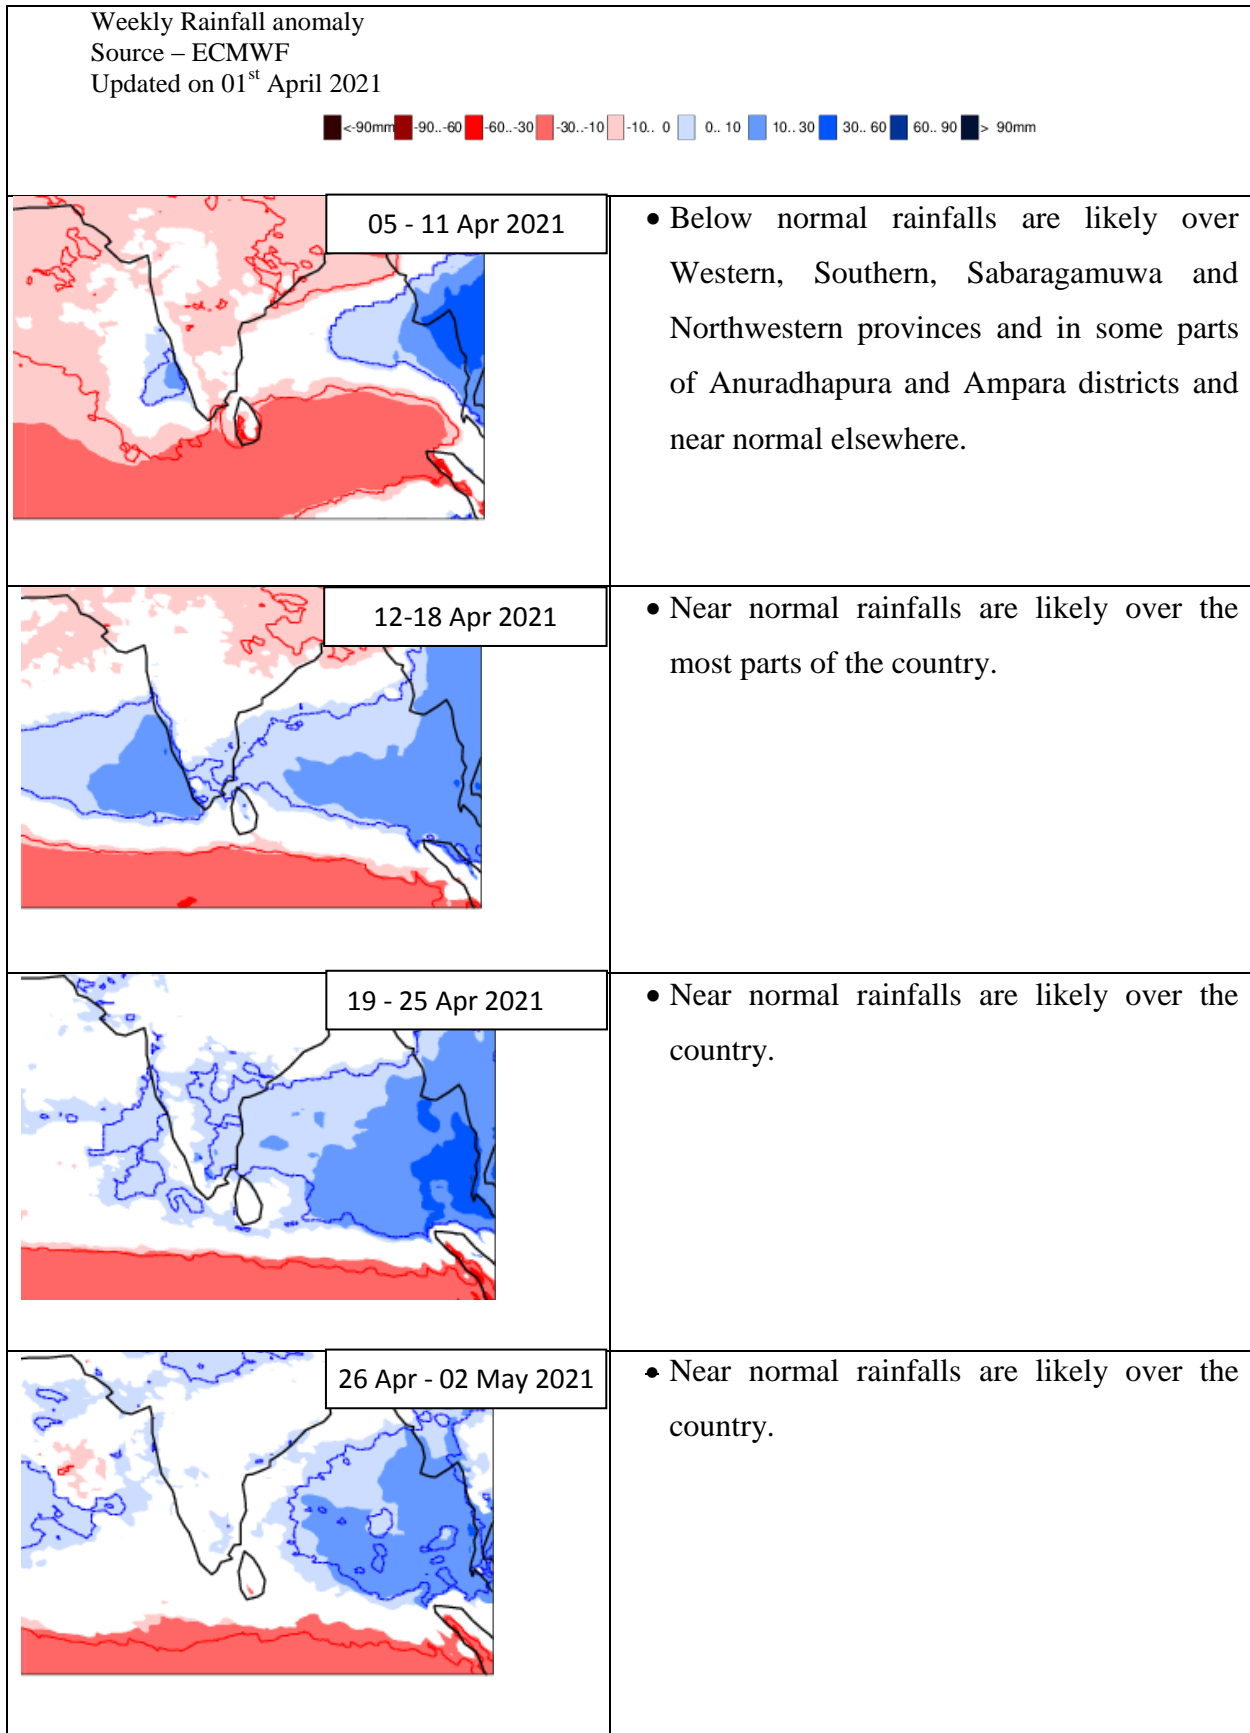 Weekly Rainfall anomaly
Source – ECMWF
Updated on 01st April 2021
<-90mm -90..-60 -60..-30 -30..-10 -10.. 0 0.. 10 10.. 30 30.. 60 60.. 90 > 90mm
05 - 11 Apr 2021
• Below normal rainfalls are likely over
Western, Southern, Sabaragamuwa and
Northwestern provinces and in some parts
of Anuradhapura and Ampara districts and
near normal elsewhere.
12-18 Apr 2021
• Near normal rainfalls are likely over the
most parts of the country.
19 - 25 Apr 2021
• Near normal rainfalls are likely over the
country.
26 Apr - 02 May 2021
• Near normal rainfalls are likely over the
country.